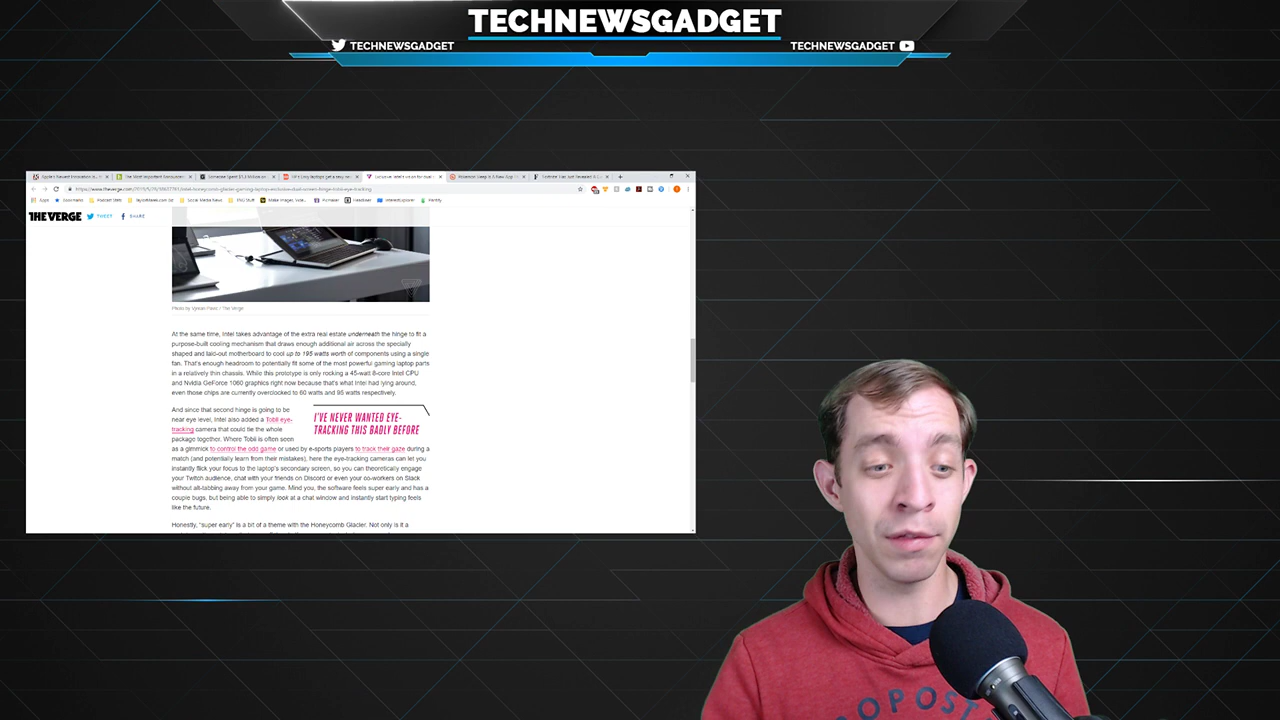 TECHNEWSGADGET
TECHNEWSGADGET
TECHNEWSGADGET
THE VERGE
TWEET
SHARE
Photo by Vjeran Pavic / The Verge
At the same time, Intel takes advantage of the extra real estate underneath the hinge to fit a
purpose-built cooling mechanism that draws enough additional air across the specially
shaped and laid-out motherboard to cool up to 195 watts worth of components using a single
fan. That's enough headroom to potentially fit some of the most powerful gaming laptop parts
in a relatively thin chassis. While this prototype is only rocking a 45-watt 8-core Intel CPU
and Nvidia GeForce 1060 graphics right now because that's what Intel had lying around,
even those chips are currently overclocked to 60 watts and 95 watts respectively.
And since that second hinge is going to be
near eye level, Intel also added a Tobii eye-
tracking camera that could tie the whole
package together. Where Tobii is often seen
I'VE NEVER WANTED EYE-
TRACKING THIS BADLY BEFORE
as a gimmick to control the odd game or used by e-sports players to track their gaze during a
match (and potentially learn from their mistakes), here the eye-tracking cameras can let you
instantly flick your focus to the laptop's secondary screen, so you can theoretically engage
your Twitch audience, chat with your friends on Discord or even your co-workers on Slack
without alt-tabbing away from your game. Mind you, the software feels super early and has a
couple bugs, but being able to simply look at a chat window and instantly start typing feels
like the future.
Honestly, "super early" is a bit of a theme with the Honeycomb Glacier. Not only is it a